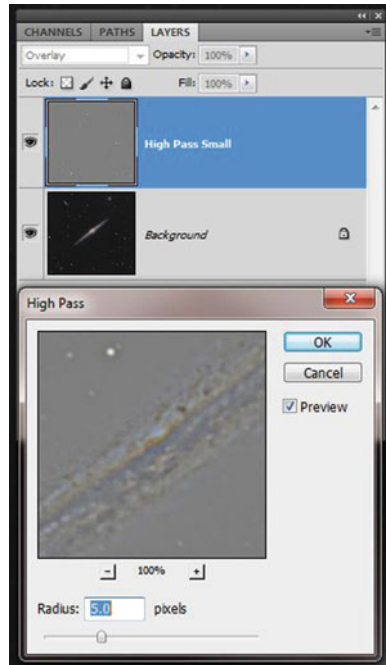 CHANNELS PATHS LAYERS
Overlay Opacity: 100%
Lock: Fill: 100%
High Pass Small
Background
High Pass
OK
Cancel
Preview
- 100% +
Radius: 5.0 pixels